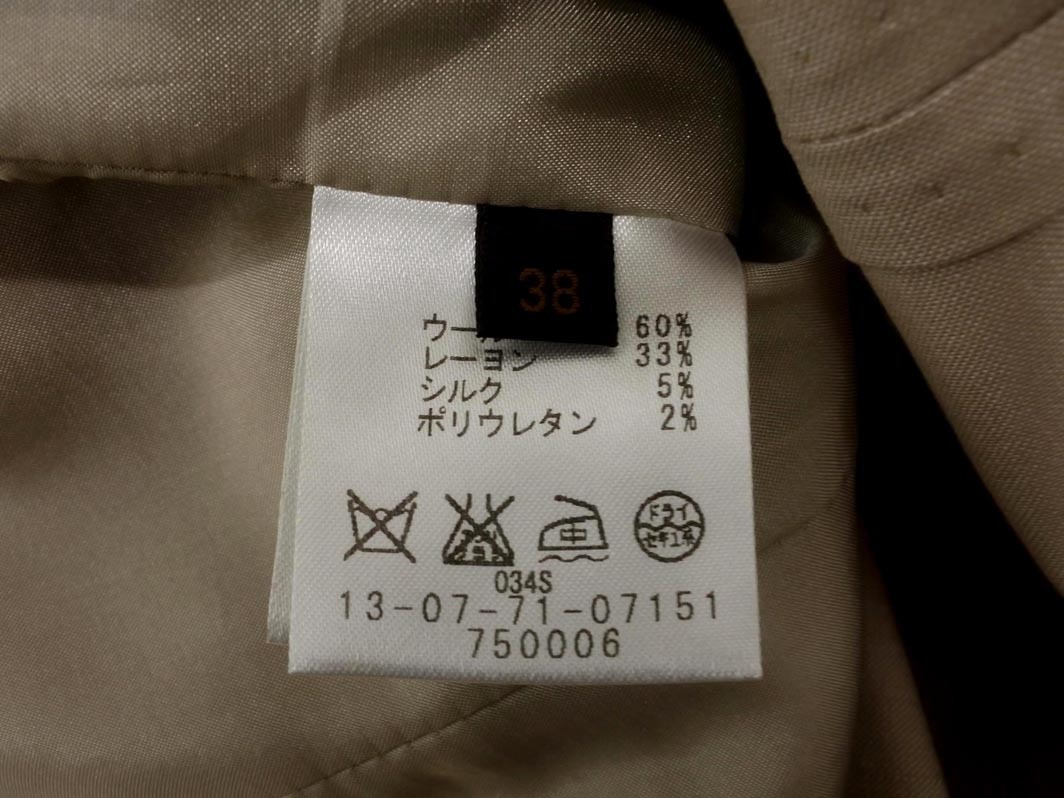 38
ウール 60%
レーヨン 33%
シルク 5%
ポリウレタン 2%
中 ドライ
セキユ系
034S
13-07-71-07151
750006